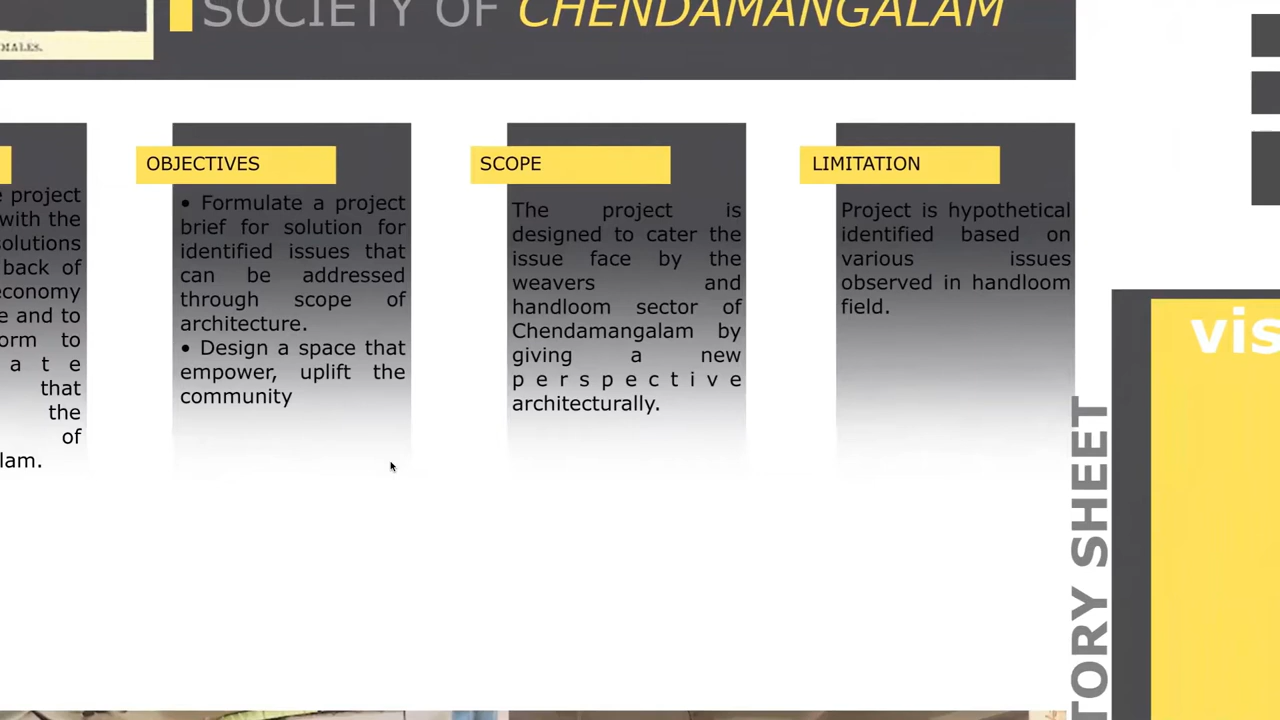 SOCIETY OF CHENDAMANGALAM
MALES.
project
with the
solutions
back of
economy
e and to
orm to
a t e
that
the
of
lam.
OBJECTIVES
• Formulate a project
brief for solution for
identified issues that
can be addressed
through scope of
architecture.
• Design a space that
empower, uplift the
community
SCOPE
The project is
designed to cater the
issue face by the
weavers and
handloom sector of
Chendamangalam by
giving a new
p e r s p e c t i v e
architecturally.
LIMITATION
Project is hypothetical
identified based on
various issues
observed in handloom
field.
vis
TORY SHEET